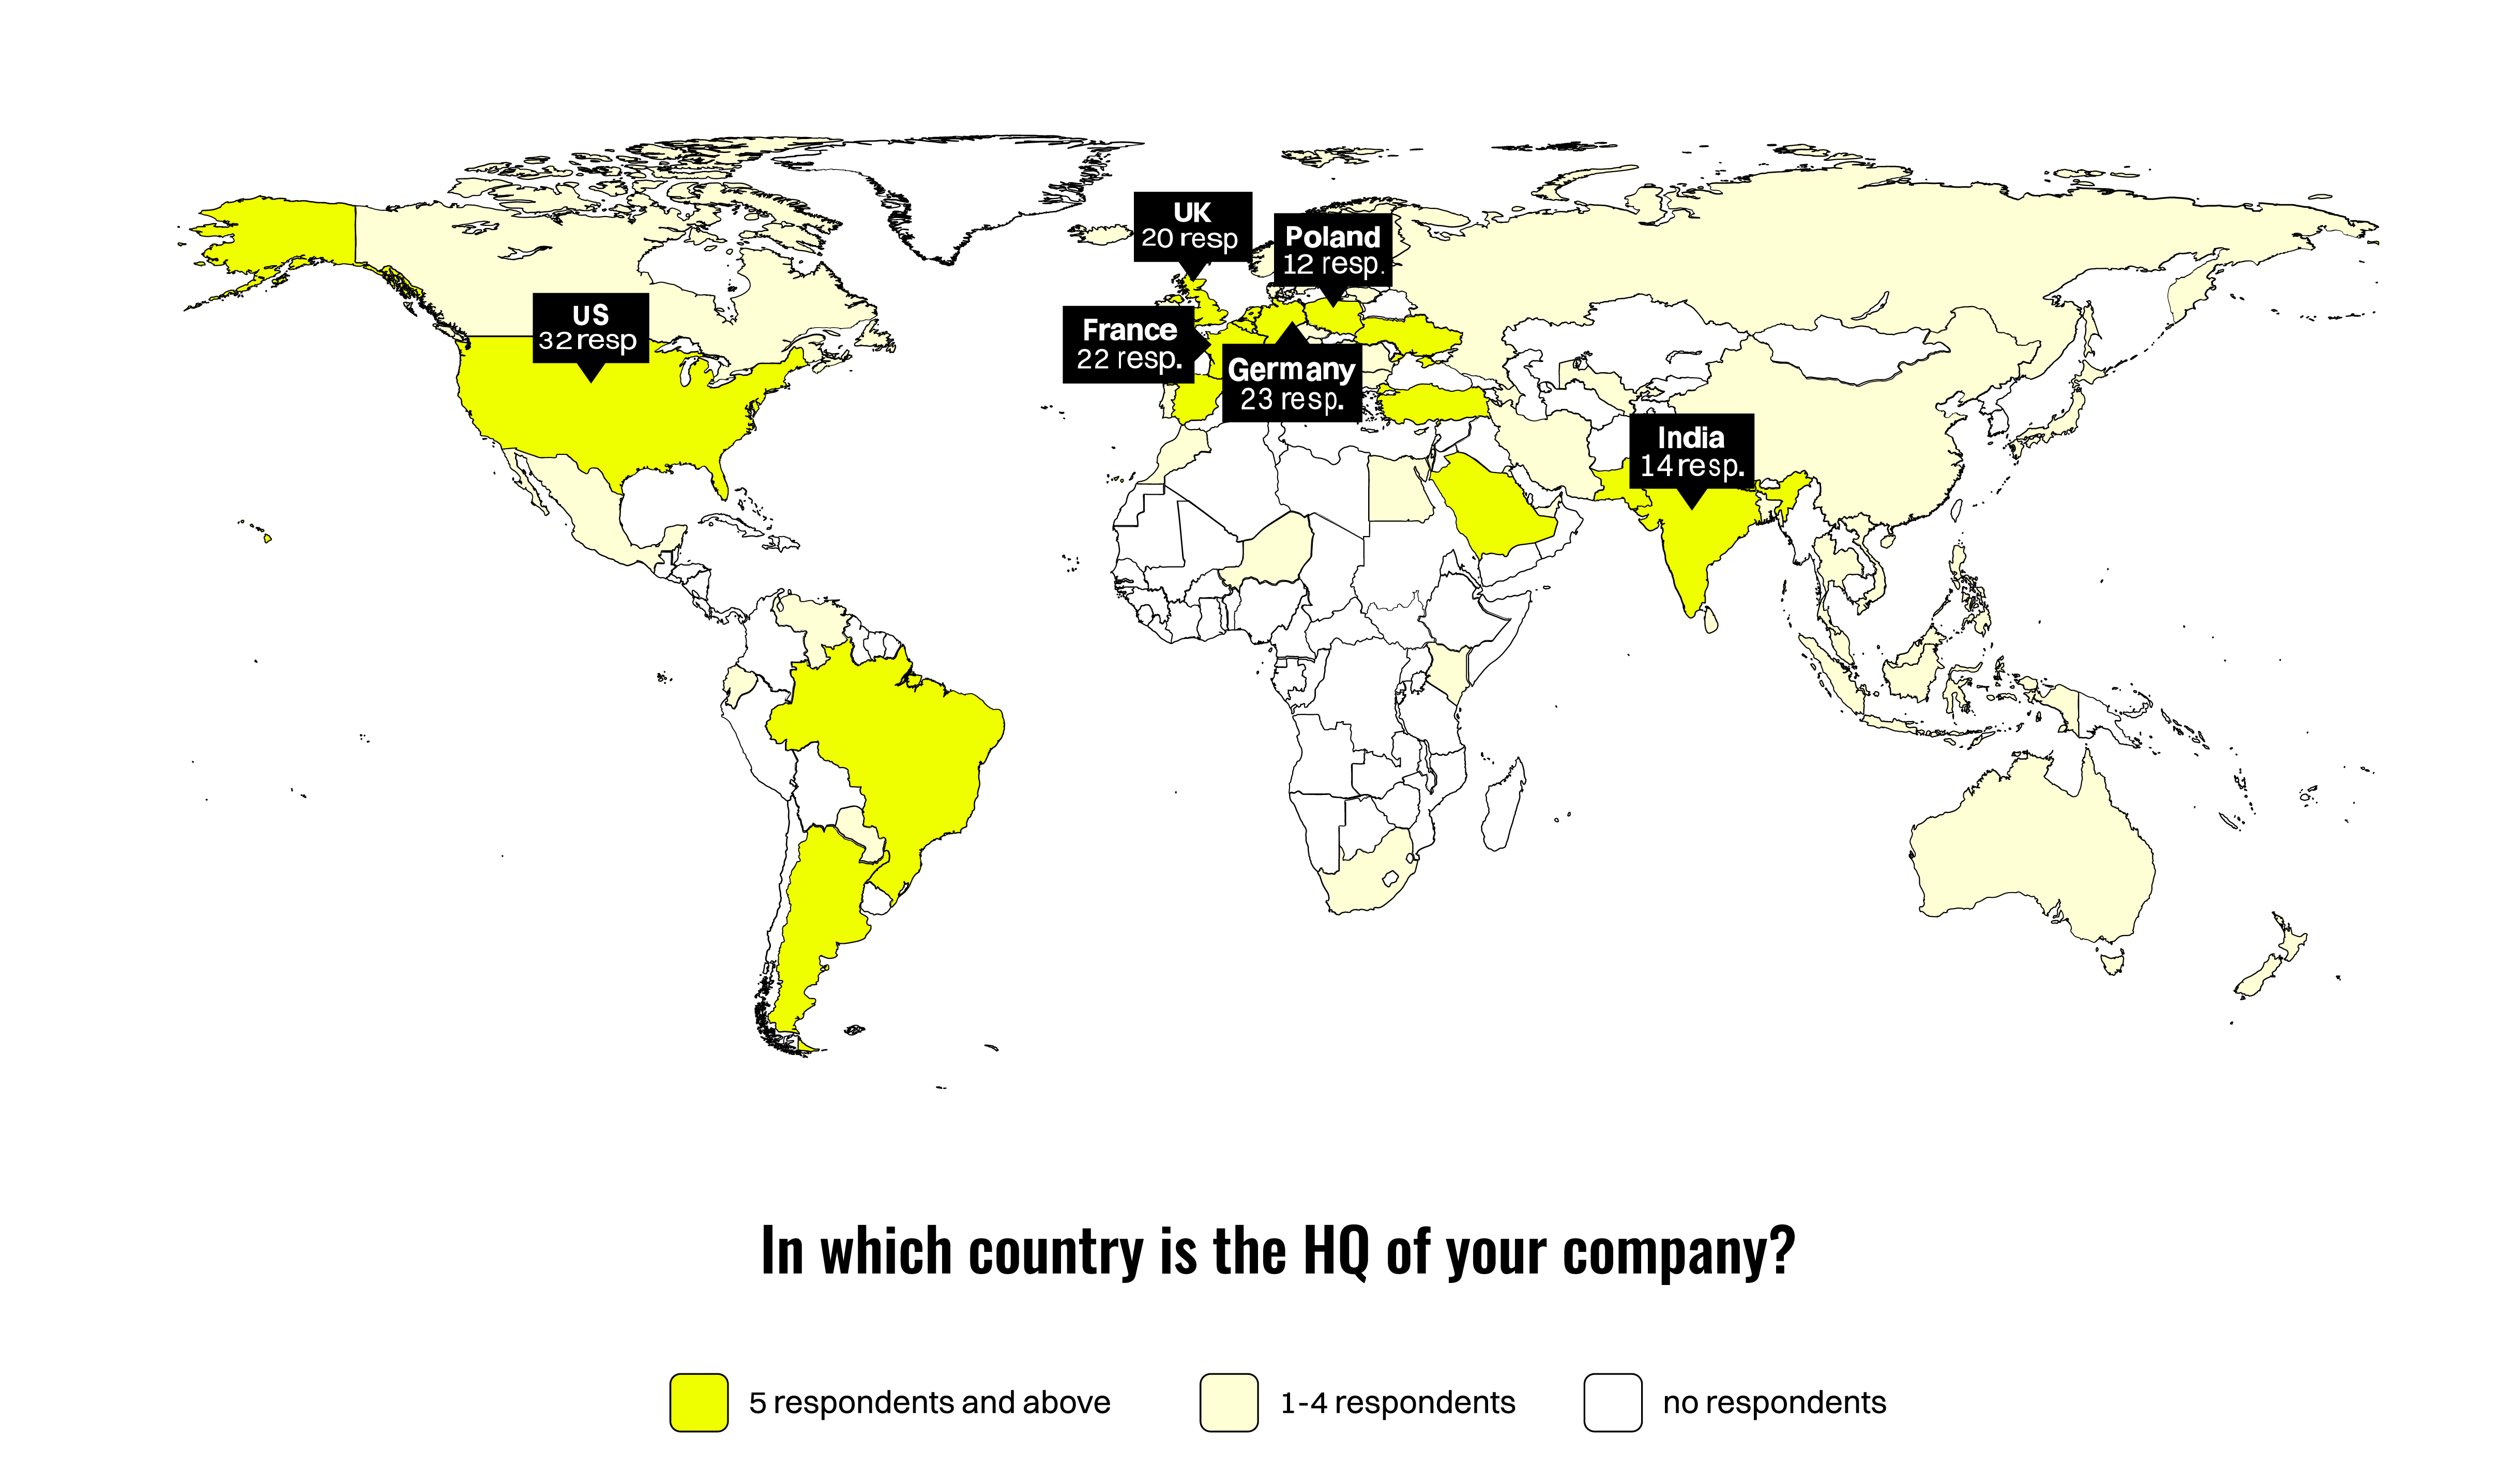 UK
20 resp
Poland
12 resp.
US
32 resp
France
22 resp.
Germany
23 resp.
India
14 resp.
In which country is the HQ of your company?
5 respondents and above
1-4 respondents
no respondents